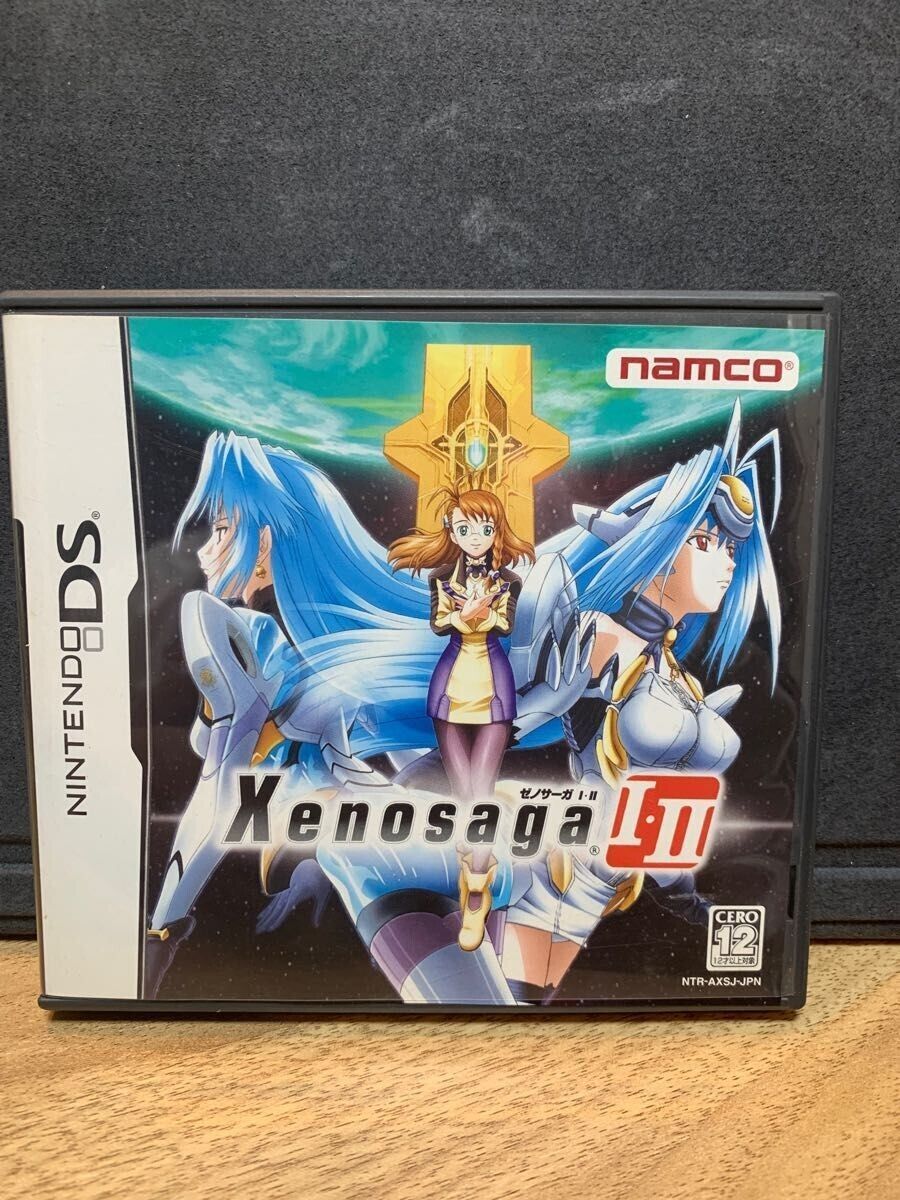 NINTENDO DS®
namco®
ゼノサーガ I・II
Xenosaga® I・II
CERO
12
12才以上対象
NTR-AXSJ-JPN